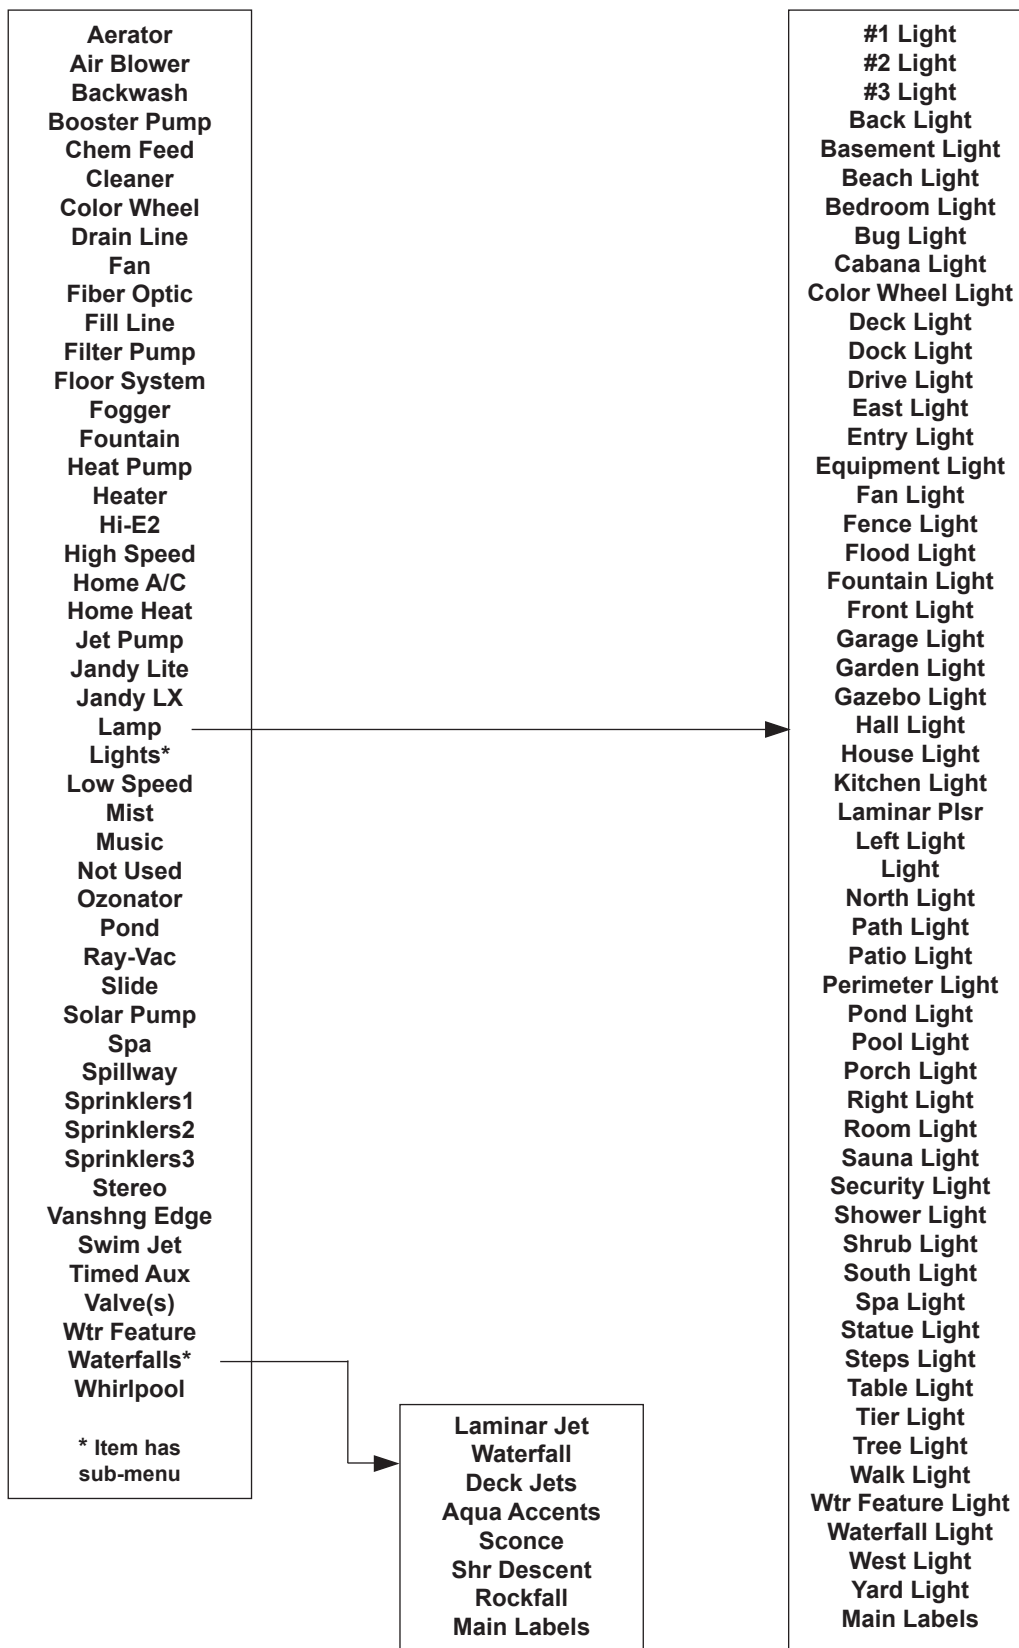 Aerator
Air Blower
Backwash
Booster Pump
Chem Feed
Cleaner
Color Wheel
Drain Line
Fan
Fiber Optic
Fill Line
Filter Pump
Floor System
Fogger
Fountain
Heat Pump
Heater
Hi-E2
High Speed
Home A/C
Home Heat
Jet Pump
Jandy Lite
Jandy LX
Lamp
Lights*
Low Speed
Mist
Music
Not Used
Ozonator
Pond
Ray-Vac
Slide
Solar Pump
Spa
Spillway
Sprinklers1
Sprinklers2
Sprinklers3
Stereo
Vanshng Edge
Swim Jet
Timed Aux
Valve(s)
Wtr Feature
Waterfalls*
Whirlpool
* Item has
sub-menu
Laminar Jet
Waterfall
Deck Jets
Aqua Accents
Sconce
Shr Descent
Rockfall
Main Labels
#1 Light
#2 Light
#3 Light
Back Light
Basement Light
Beach Light
Bedroom Light
Bug Light
Cabana Light
Color Wheel Light
Deck Light
Dock Light
Drive Light
East Light
Entry Light
Equipment Light
Fan Light
Fence Light
Flood Light
Fountain Light
Front Light
Garage Light
Garden Light
Gazebo Light
Hall Light
House Light
Kitchen Light
Laminar Plsr
Left Light
Light
North Light
Path Light
Patio Light
Perimeter Light
Pond Light
Pool Light
Porch Light
Right Light
Room Light
Sauna Light
Security Light
Shower Light
Shrub Light
South Light
Spa Light
Statue Light
Steps Light
Table Light
Tier Light
Tree Light
Walk Light
Wtr Feature Light
Waterfall Light
West Light
Yard Light
Main Labels